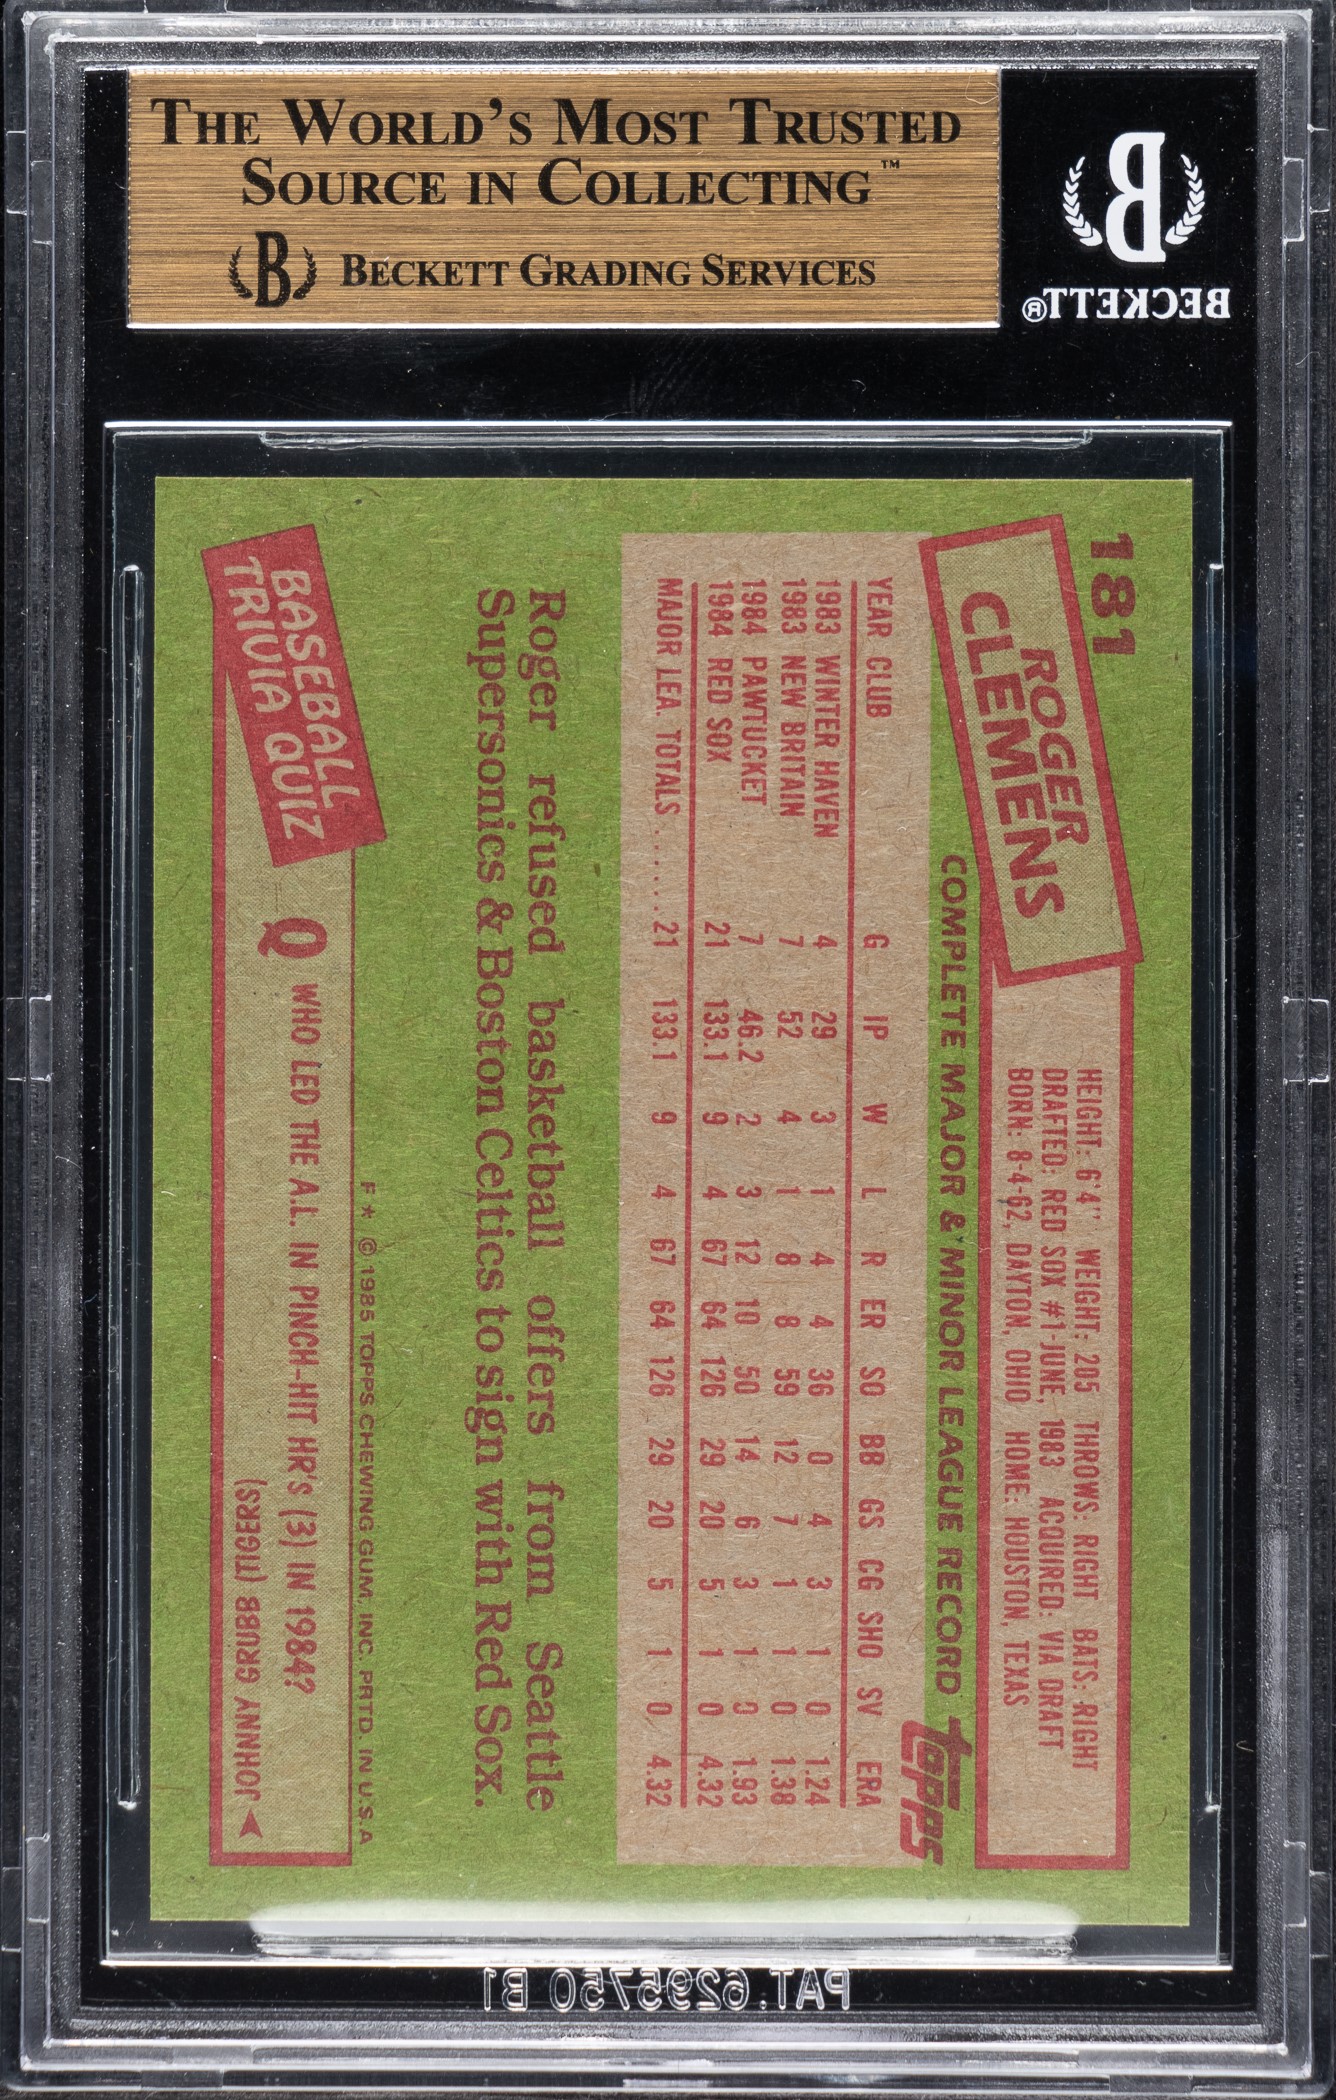 THE WORLD'S MOST TRUSTED
SOURCE IN COLLECTING™
B BECKETT GRADING SERVICES
B
BECKETT®
181
ROGER
CLEMENS
HEIGHT: 6'4" WEIGHT: 205 THROWS: RIGHT BATS: RIGHT
DRAFTED: RED SOX #1-JUNE, 1983 ACQUIRED: VIA DRAFT
BORN: 8-4-62, DAYTON, OHIO HOME: HOUSTON, TEXAS
COMPLETE MAJOR & MINOR LEAGUE RECORD
topps
YEAR CLUB G IP W L R ER SO BB GS CG SHO SV ERA
1983 WINTER HAVEN 4 29 3 1 4 4 36 0 4 3 1 0 1.24
1983 NEW BRITAIN 7 52 4 1 8 8 59 12 7 1 1 0 1.38
1984 PAWTUCKET 7 46.2 2 3 12 10 50 14 6 3 1 0 1.93
1984 RED SOX 21 133.1 9 4 67 64 126 29 20 5 1 0 4.32
MAJOR LEA. TOTALS ...... 21 133.1 9 4 67 64 126 29 20 5 1 0 4.32
Roger refused basketball offers from Seattle
Supersonics & Boston Celtics to sign with Red Sox.
F* © 1985 TOPPS CHEWING GUM, INC. PRTD. IN U.S.A
BASEBALL
TRIVIA QUIZ
Q WHO LED THE A.L. IN PINCH-HIT HR'S (3) IN 1984?
JOHNNY GRUBB (TIGERS)
PAT. 6295750 B1